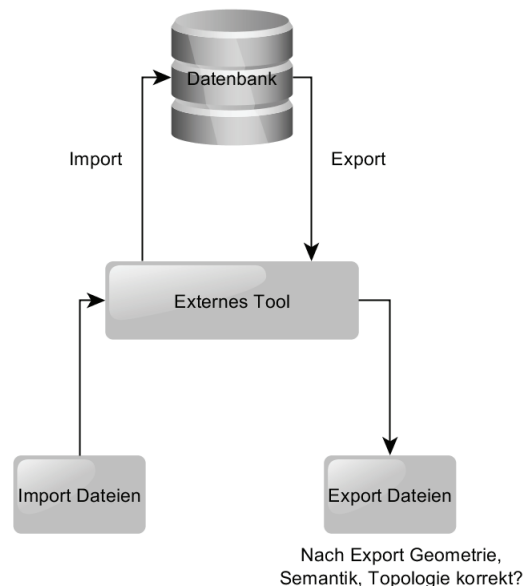 Datenbank
Import
Export
Externes Tool
Import Dateien
Export Dateien
Nach Export Geometrie,
Semantik, Topologie korrekt?